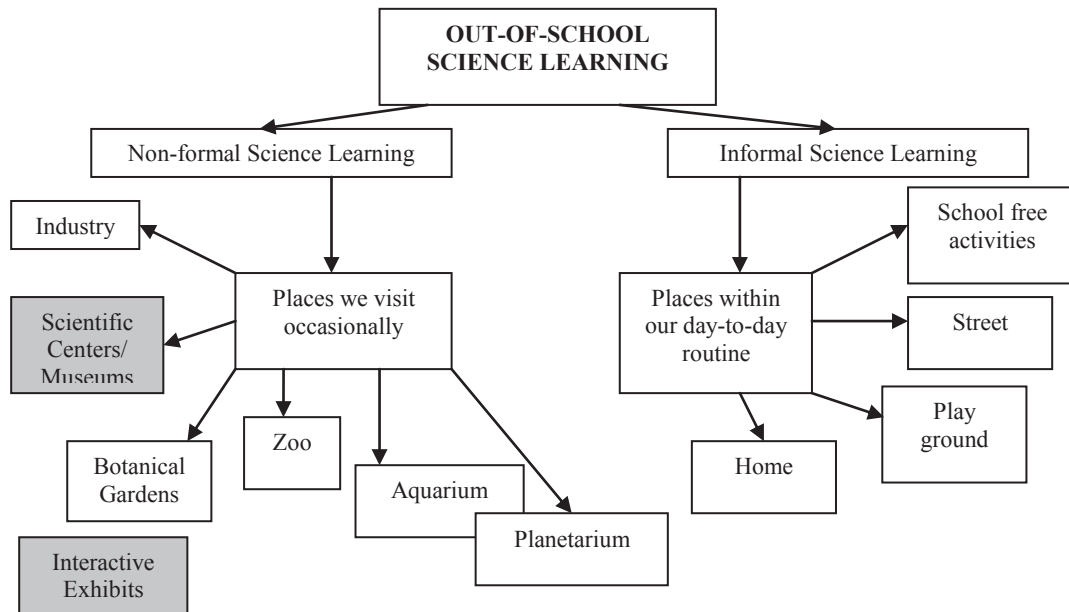 OUT-OF-SCHOOL
SCIENCE LEARNING
Non-formal Science Learning
Informal Science Learning
Industry
School free
activities
Places we visit
occasionally
Places within
our day-to-day
routine
Scientific
Centers/
Museums
Street
Botanical
Gardens
Zoo
Aquarium
Planetarium
Home
Play
ground
Interactive
Exhibits